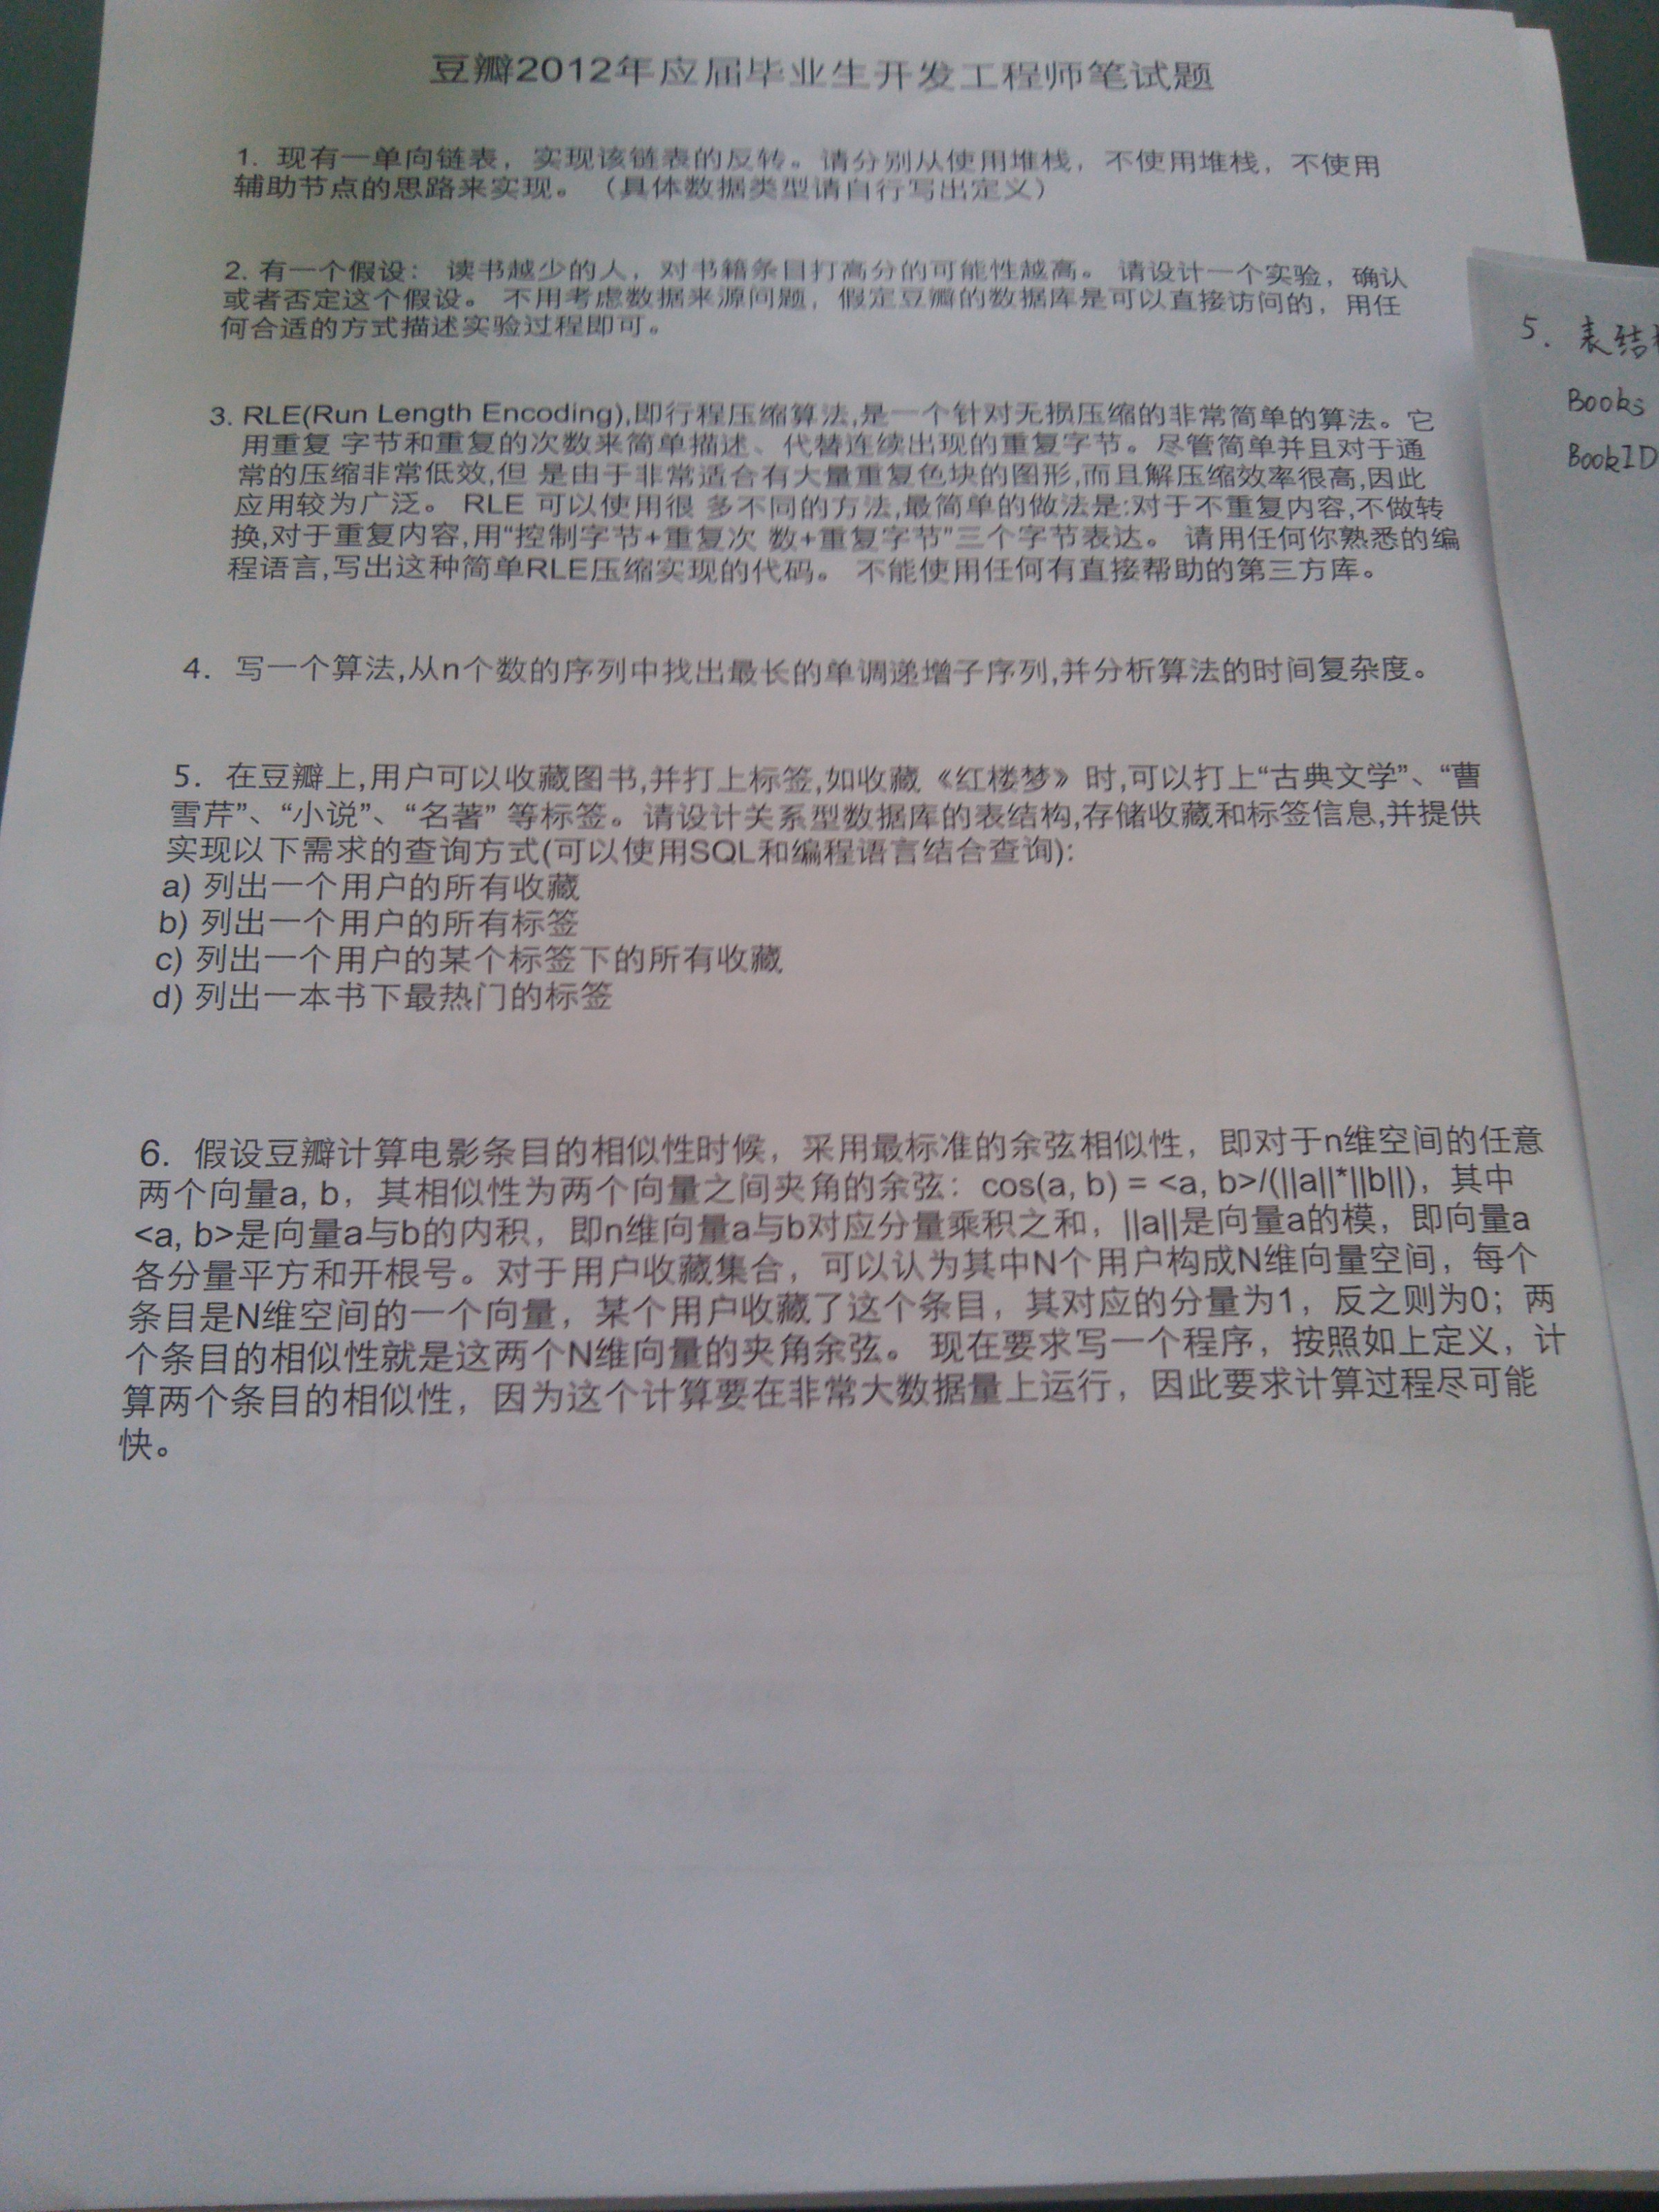 豆瓣2012年应届毕业生开发工程师笔试题
1. 现有一单向链表，实现该链表的反转。请分别从使用堆栈，不使用堆栈，不使用
辅助节点的思路来实现。（具体数据类型请自行写出定义）
2. 有一个假设： 读书越少的人，对书籍条目打高分的可能性越高。 请设计一个实验，确认
或者否定这个假设。 不用考虑数据来源问题，假定豆瓣的数据库是可以直接访问的，用任
何合适的方式描述实验过程即可。
3. RLE(Run Length Encoding),即行程压缩算法,是一个针对无损压缩的非常简单的算法。它
用重复 字节和重复的次数来简单描述、代替连续出现的重复字节。尽管简单并且对于通
常的压缩非常低效,但 是由于非常适合有大量重复色块的图形,而且解压缩效率很高,因此
应用较为广泛。 RLE 可以使用很 多不同的方法,最简单的做法是:对于不重复内容,不做转
换,对于重复内容,用“控制字节+重复次 数+重复字节”三个字节表达。 请用任何你熟悉的编
程语言,写出这种简单RLE压缩实现的代码。 不能使用任何有直接帮助的第三方库。
4. 写一个算法,从n个数的序列中找出最长的单调递增子序列,并分析算法的时间复杂度。
5. 在豆瓣上,用户可以收藏图书,并打上标签,如收藏《红楼梦》时,可以打上“古典文学”、“曹
雪芹”、“小说”、“名著” 等标签。请设计关系型数据库的表结构,存储收藏和标签信息,并提供
实现以下需求的查询方式(可以使用SQL和编程语言结合查询):
a) 列出一个用户的所有收藏
b) 列出一个用户的所有标签
c) 列出一个用户的某个标签下的所有收藏
d) 列出一本书下最热门的标签
6. 假设豆瓣计算电影条目的相似性时候，采用最标准的余弦相似性，即对于n维空间的任意
两个向量a, b，其相似性为两个向量之间夹角的余弦：cos(a, b) = <a, b>/(||a||*||b||)，其中
<a, b>是向量a与b的内积，即n维向量a与b对应分量乘积之和，||a||是向量a的模，即向量a
各分量平方和开根号。对于用户收藏集合，可以认为其中N个用户构成N维向量空间，每个
条目是N维空间的一个向量，某个用户收藏了这个条目，其对应的分量为1，反之则为0；两
个条目的相似性就是这两个N维向量的夹角余弦。 现在要求写一个程序，按照如上定义，计
算两个条目的相似性，因为这个计算要在非常大数据量上运行，因此要求计算过程尽可能
快。
5. 表结
Books
BookID